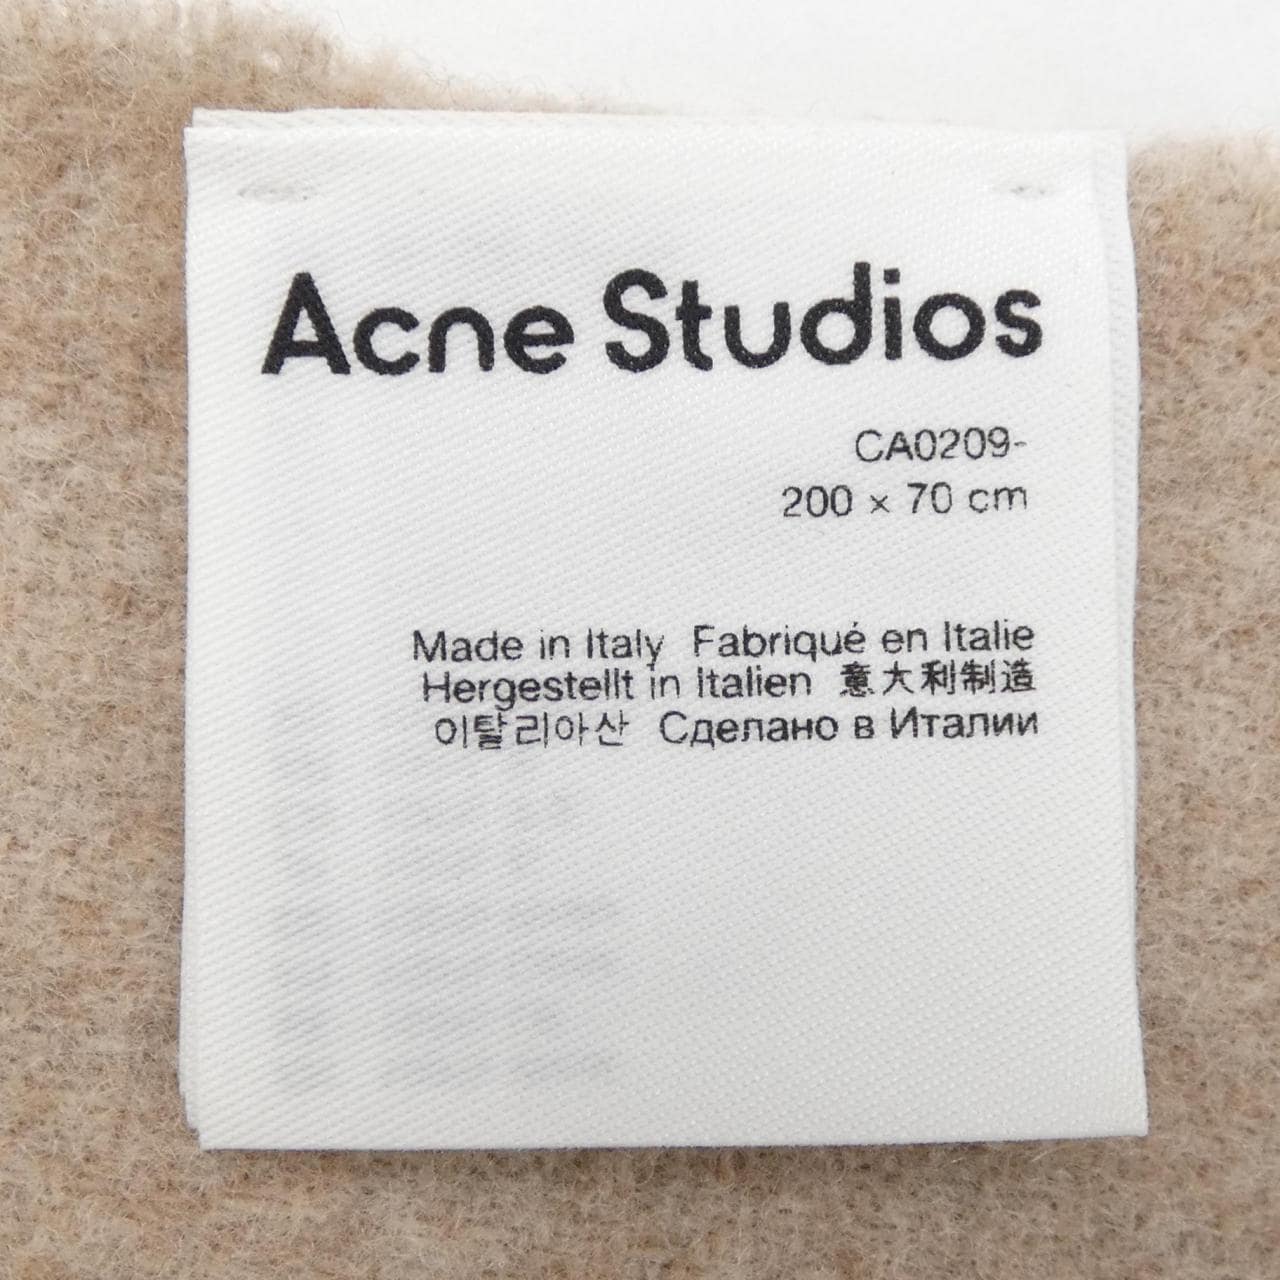 Acne Studios
CA0209-
200 × 70 cm
Made in Italy Fabriqué en Italie
Hergestellt in Italien 意大利制造
이탈리아산 Сделано в Италии